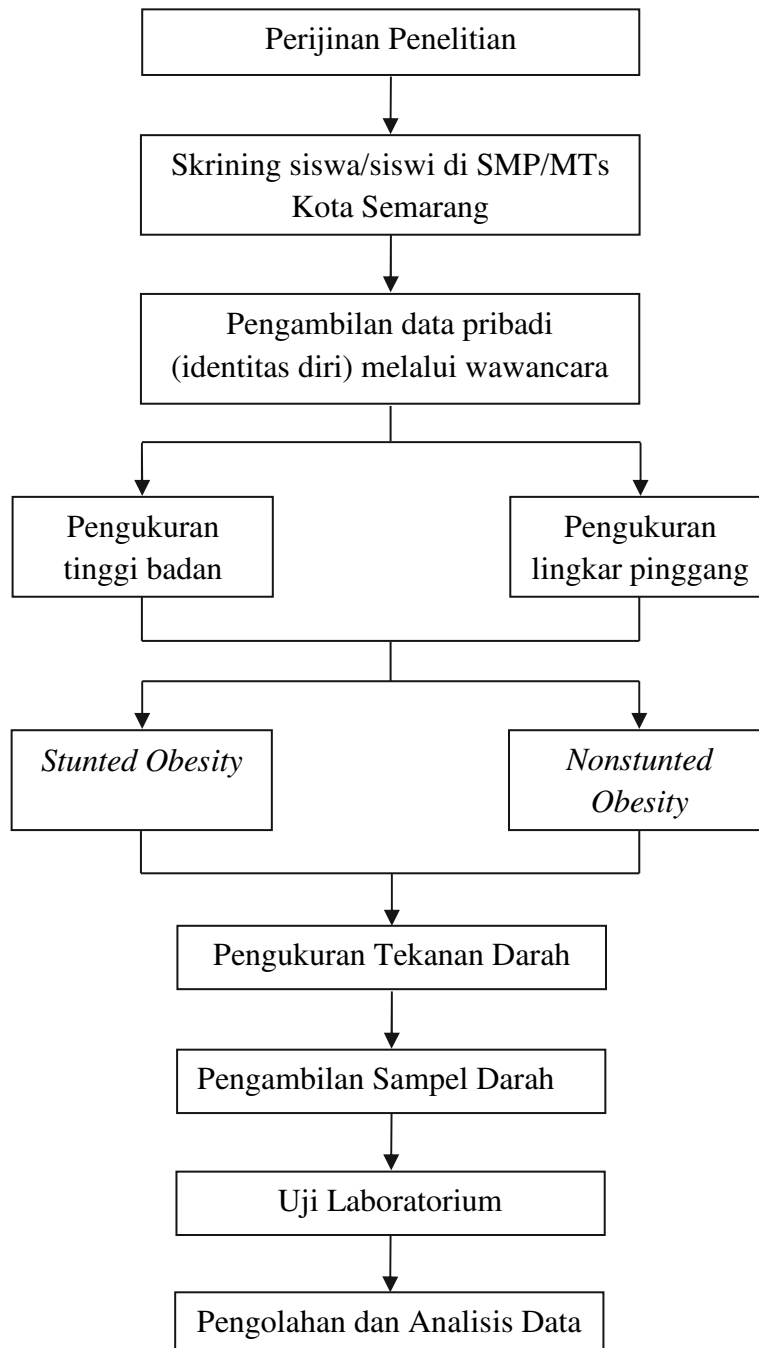 Perijinan Penelitian
Skrining siswa/siswi di SMP/MTs
Kota Semarang
Pengambilan data pribadi
(identitas diri) melalui wawancara
Pengukuran
tinggi badan
Pengukuran
lingkar pinggang
Stunted Obesity
Nonstunted
Obesity
Pengukuran Tekanan Darah
Pengambilan Sampel Darah
Uji Laboratorium
Pengolahan dan Analisis Data